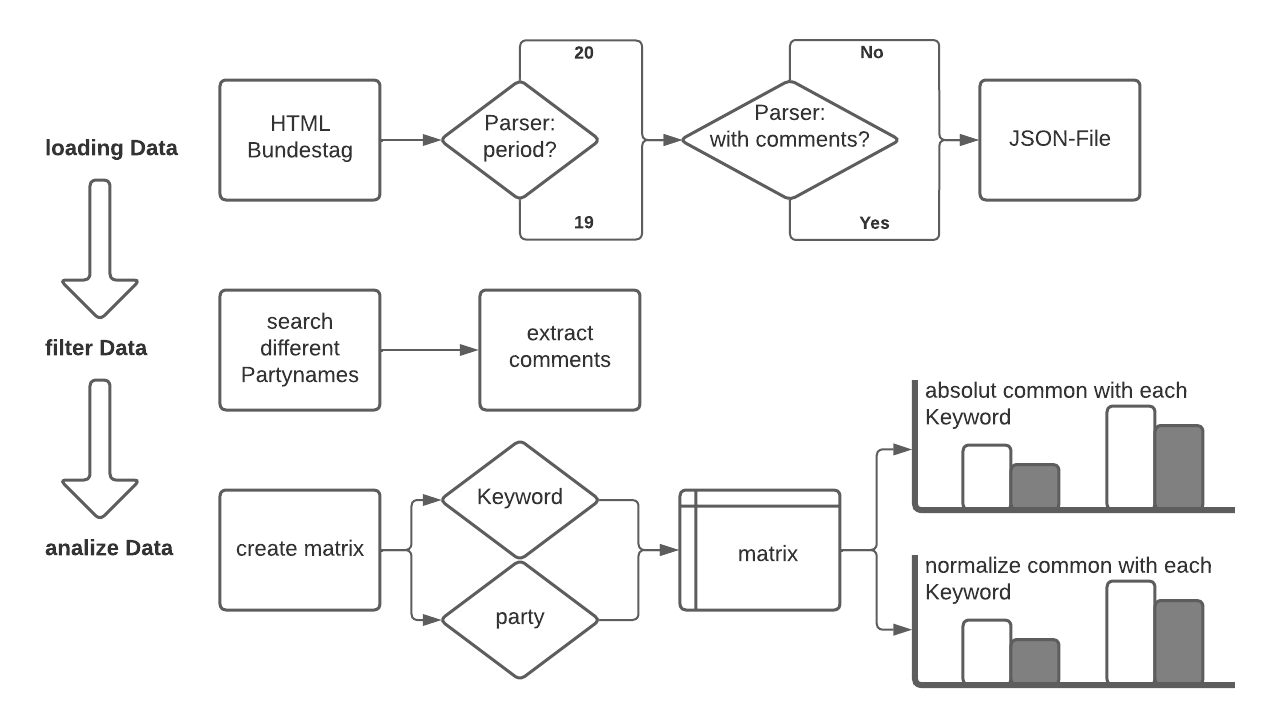 loading Data
HTML
Bundestag
Parser:
period?
20
19
Parser:
with comments?
No
Yes
JSON-File
filter Data
search
different
Partynames
extract
comments
analize Data
create matrix
Keyword
party
matrix
absolut common with each
Keyword
normalize common with each
Keyword